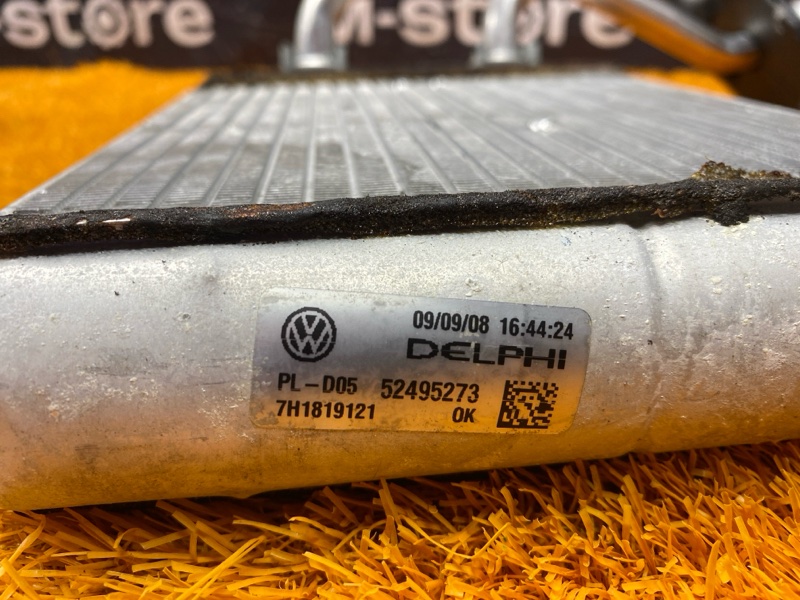 M-store
M-store
09/09/08 16:44:24
DELPHI
PL-D05 52495273
7H1819121 OK